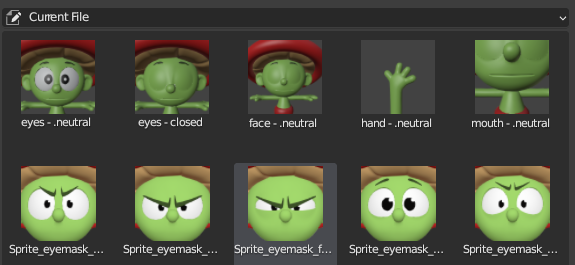 Current File
eyes - .neutral
eyes - closed
face - .neutral
hand - .neutral
mouth - .neutral
Sprite_eyemask_...
Sprite_eyemask_...
Sprite_eyemask_f...
Sprite_eyemask_...
Sprite_eyemask_...